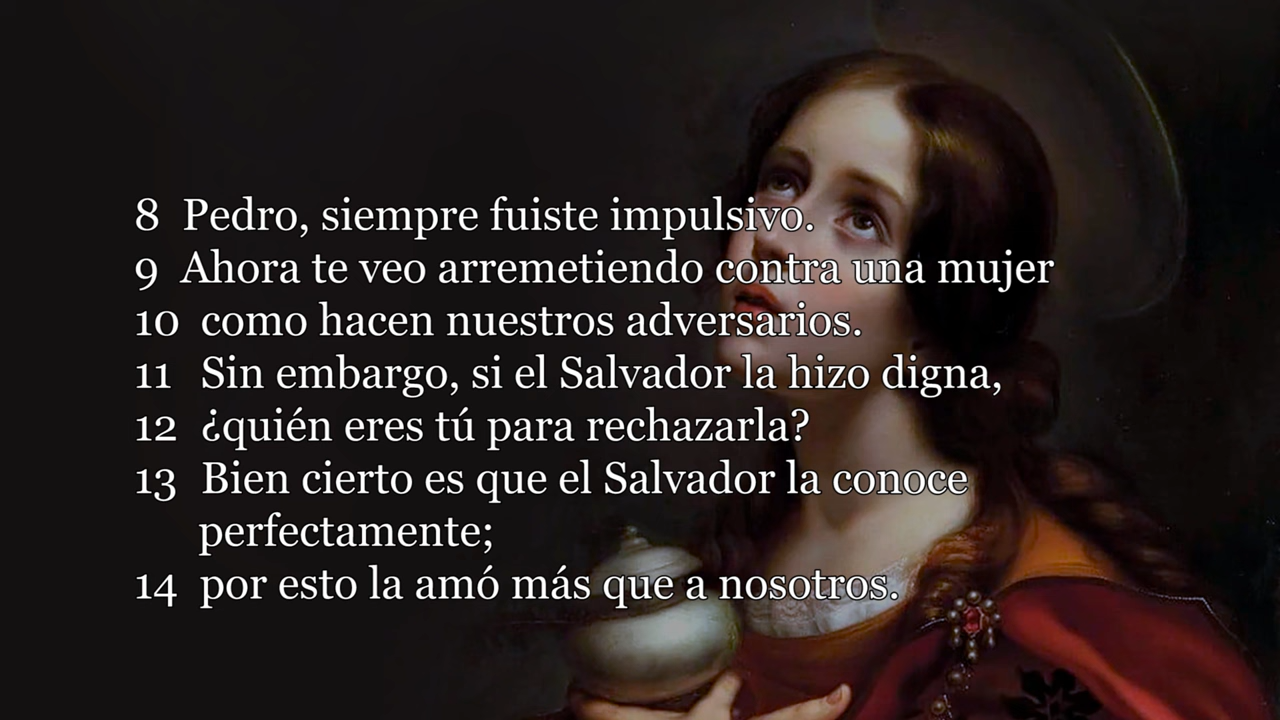 8 Pedro, siempre fuiste impulsivo.
9 Ahora te veo arremetiendo contra una mujer
10 como hacen nuestros adversarios.
11 Sin embargo, si el Salvador la hizo digna,
12 ¿quién eres tú para rechazarla?
13 Bien cierto es que el Salvador la conoce
perfectamente;
14 por esto la amó más que a nosotros.